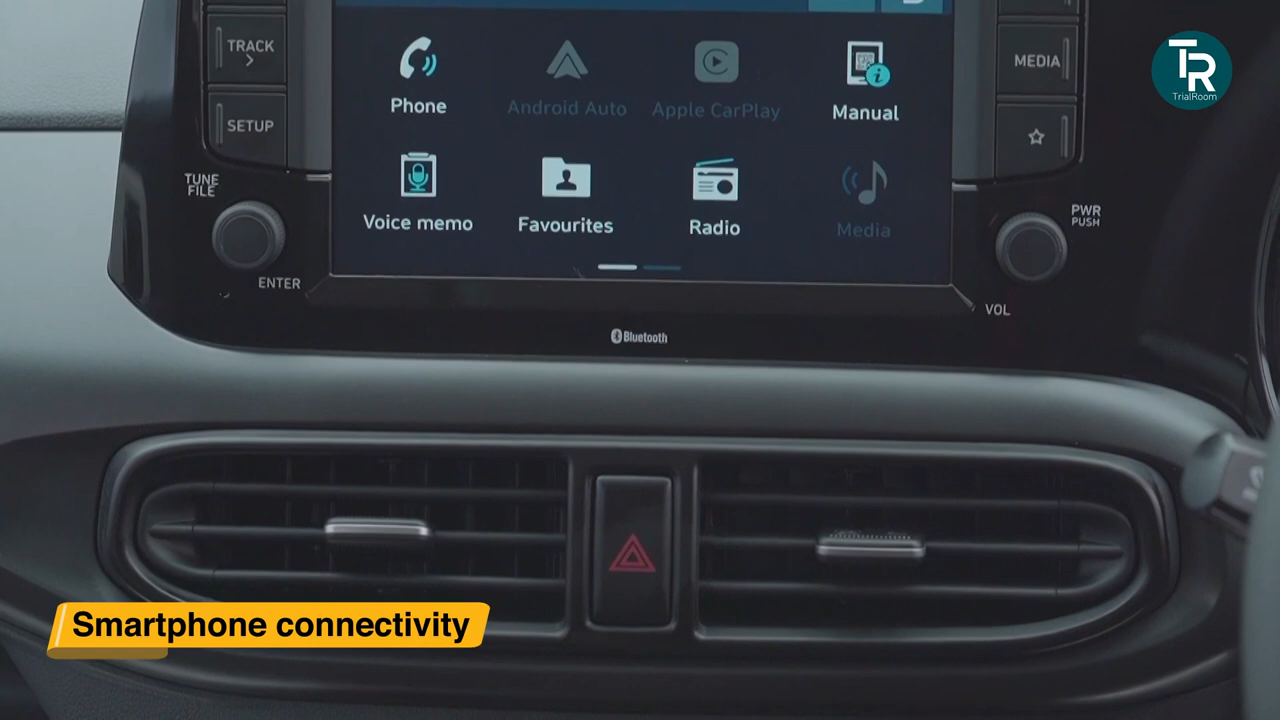 TRACK
SETUP
TUNE
FILE
ENTER
Phone
Android Auto
Apple CarPlay
Manual
Voice memo
Favourites
Radio
Media
Bluetooth
MEDIA
PWR
PUSH
VOL
TR
TrialRoom
Smartphone connectivity